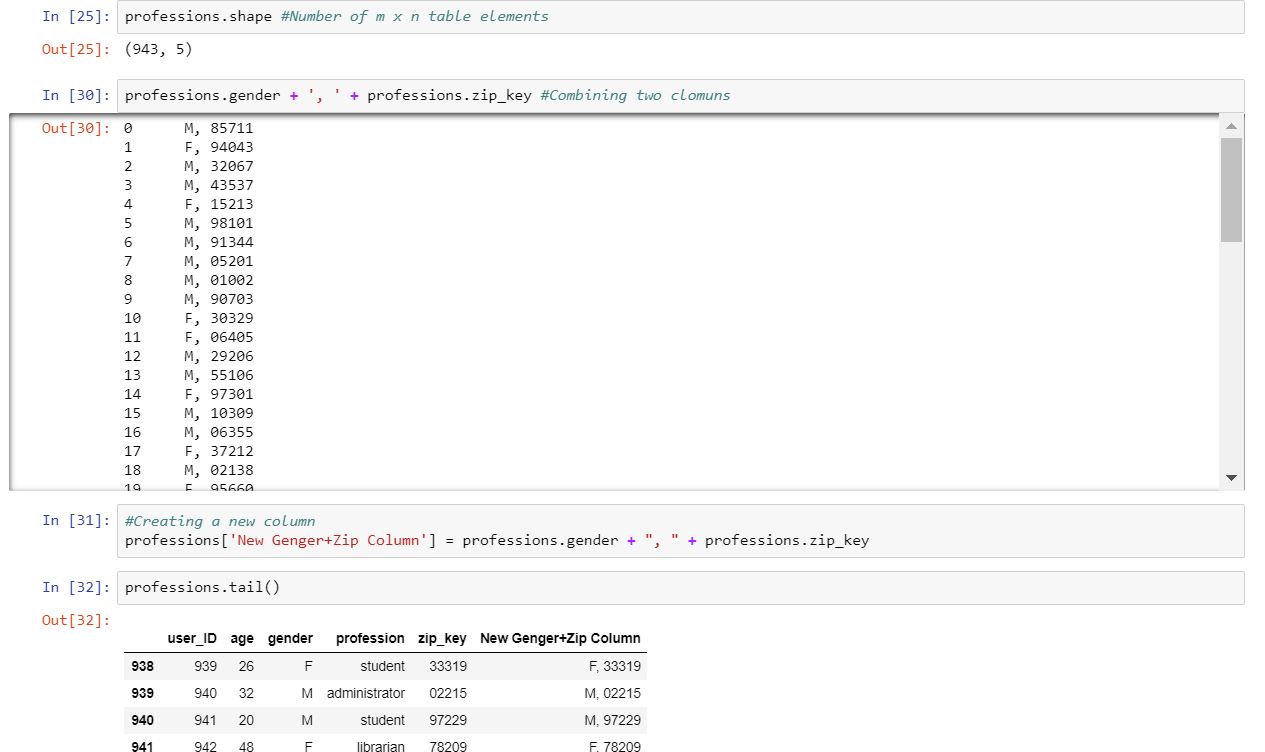 In [25]: professions.shape #Number of m x n table elements
Out[25]: (943, 5)
In [30]: professions.gender + ', ' + professions.zip_key #Combining two clomuns
Out[30]: 0 M, 85711
1 F, 94043
2 M, 32067
3 M, 43537
4 F, 15213
5 M, 98101
6 M, 91344
7 M, 05201
8 M, 01002
9 M, 90703
10 F, 30329
11 F, 06405
12 M, 29206
13 M, 55106
14 F, 97301
15 M, 10309
16 M, 06355
17 F, 37212
18 M, 02138
19 F, 95660
In [31]: #Creating a new column
professions['New Genger+Zip Column'] = professions.gender + ", " + professions.zip_key
In [32]: professions.tail()
Out[32]:
user_ID age gender profession zip_key New Genger+Zip Column
938 939 26 F student 33319 F, 33319
939 940 32 M administrator 02215 M, 02215
940 941 20 M student 97229 M, 97229
941 942 48 F librarian 78209 F, 78209